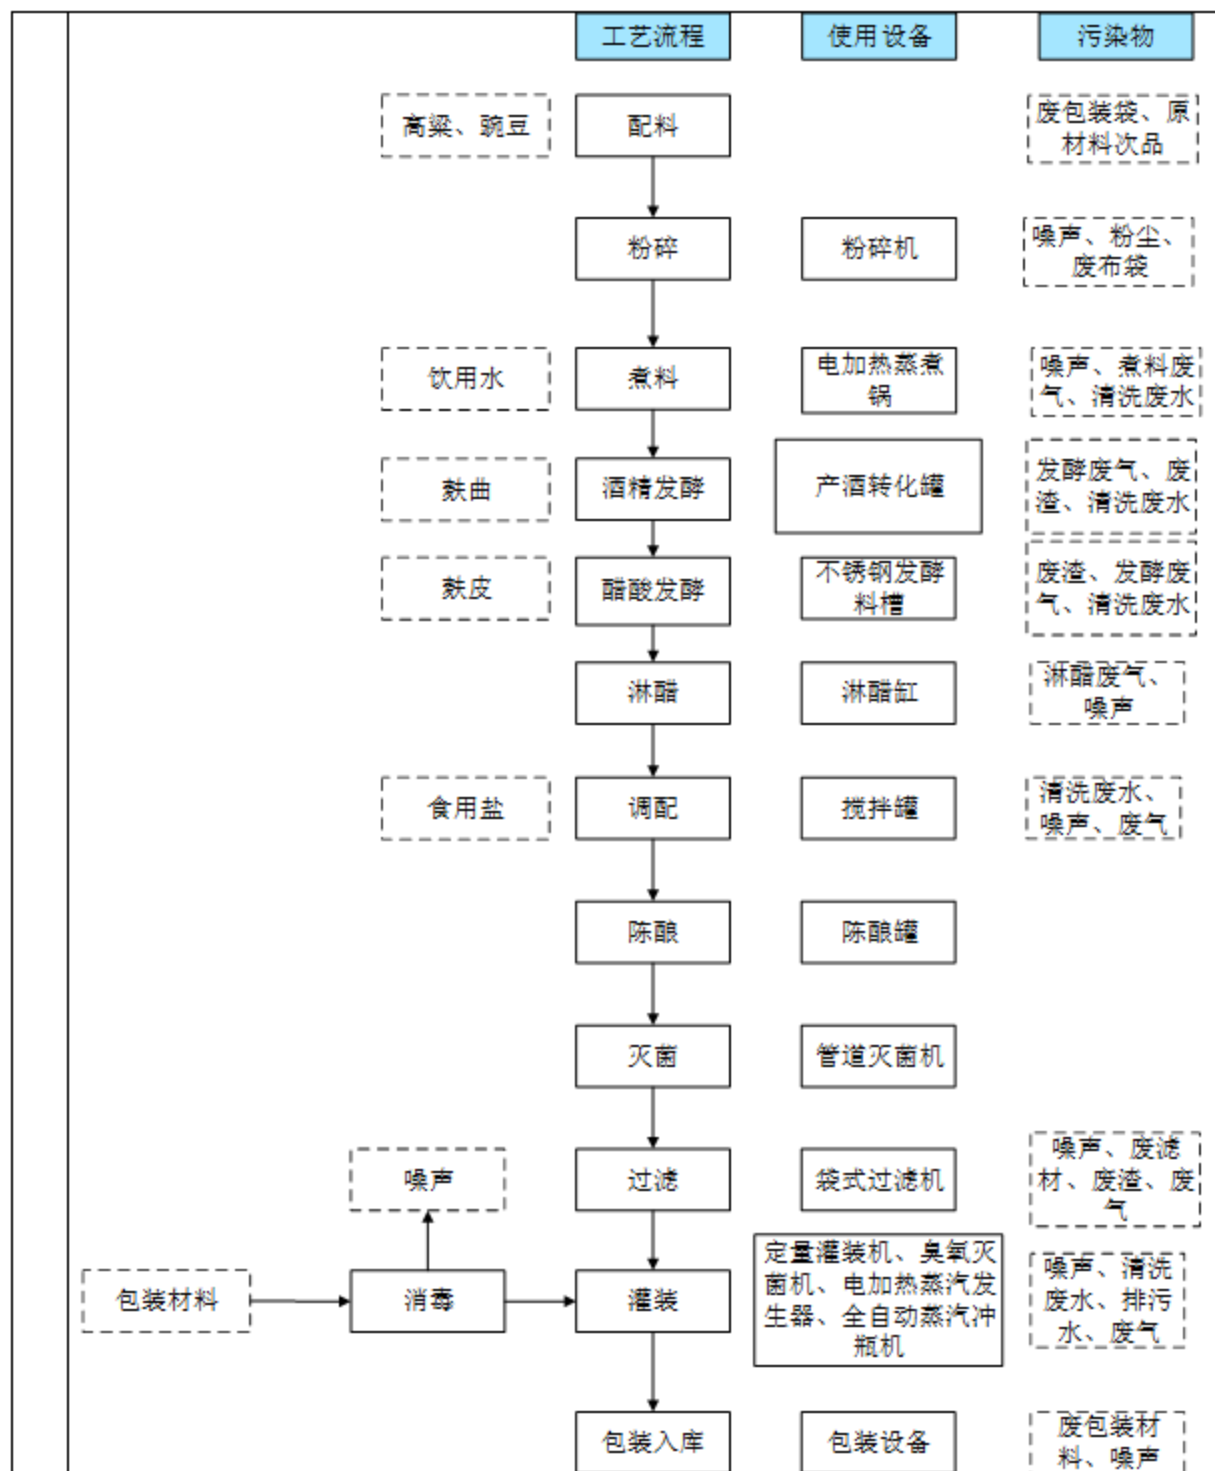 工艺流程
使用设备
污染物
高粱、豌豆
配料
废包装袋、原
材料次品
粉碎
粉碎机
噪声、粉尘、
废布袋
饮用水
煮料
电加热蒸煮
锅
噪声、煮料废
气、清洗废水
麸曲
酒精发酵
产酒转化罐
发酵废气、废
渣、清洗废水
麸皮
醋酸发酵
不锈钢发酵
料槽
废渣、发酵废
气、清洗废水
淋醋
淋醋缸
淋醋废气、
噪声
食用盐
调配
搅拌罐
清洗废水、
噪声、废气
陈酿
陈酿罐
灭菌
管道灭菌机
噪声
过滤
袋式过滤机
噪声、废滤
材、废渣、废
气
包装材料
消毒
灌装
定量灌装机、臭氧灭
菌机、电加热蒸汽发
生器、全自动蒸汽冲
瓶机
噪声、清洗
废水、排污
水、废气
包装入库
包装设备
废包装材
料、噪声